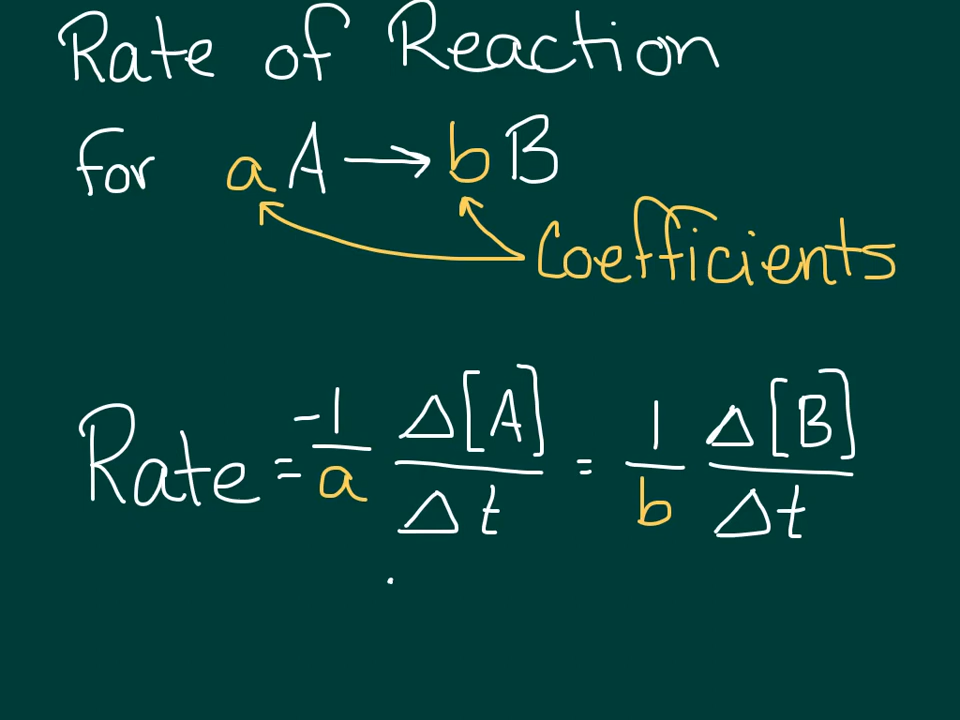 Rate of Reaction
for aA → bB
Coefficients
Rate = -1/a Δ[A]/Δt = 1/b Δ[B]/Δt